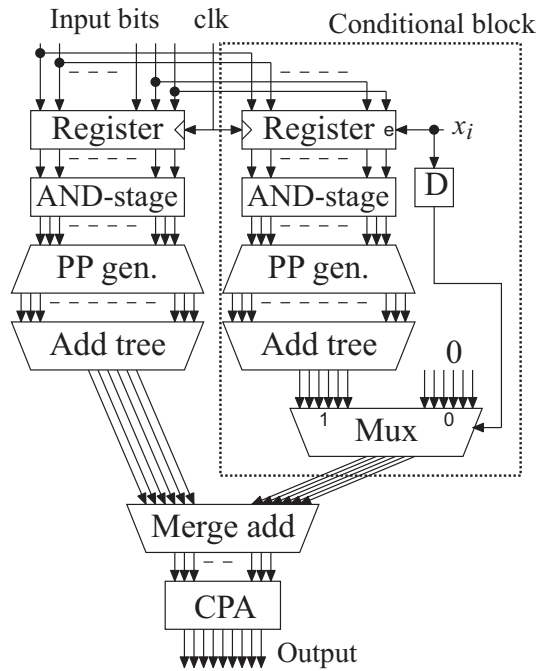 Input bits clk Conditional block
Register Register e x_i
AND-stage AND-stage D
PP gen. PP gen.
Add tree Add tree 0
1 0
Mux
Merge add
CPA
Output